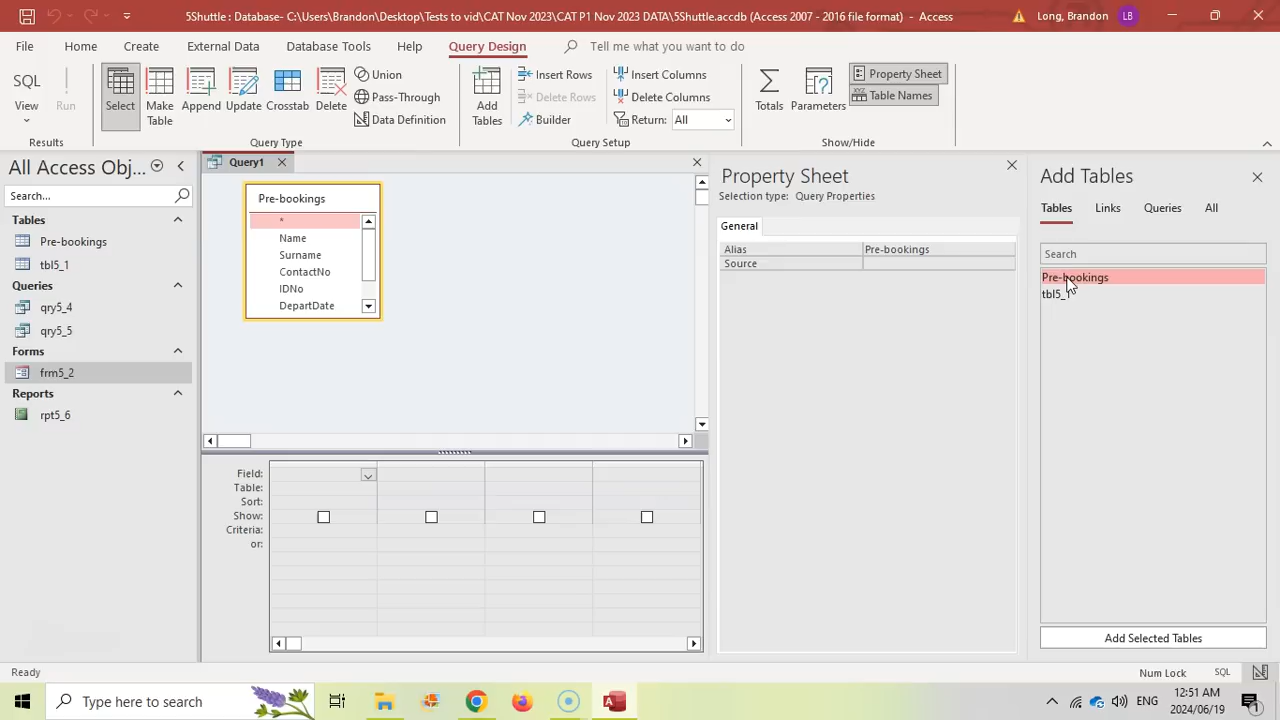 5Shuttle : Database- C:\Users\Brandon\Desktop\Tests to vid\CAT Nov 2023\CAT P1 Nov 2023 DATA\5Shuttle.accdb (Access 2007 - 2016 file format) - Access
Long, Brandon
LB
File
Home
Create
External Data
Database Tools
Help
Query Design
Tell me what you want to do
SQL
View
Run
Select
Make Table
Append
Update
Crosstab
Delete
Union
Pass-Through
Data Definition
Add Tables
Insert Rows
Delete Rows
Builder
Insert Columns
Delete Columns
Return: All
Totals
Parameters
Property Sheet
Table Names
Results
Query Type
Query Setup
Show/Hide
All Access Obj...
Search...
Tables
Pre-bookings
tbl5_1
Queries
qry5_4
qry5_5
Forms
frm5_2
Reports
rpt5_6
Query1
Pre-bookings
*
Name
Surname
ContactNo
IDNo
DepartDate
Field:
Table:
Sort:
Show:
Criteria:
or:
Property Sheet
Selection type: Query Properties
General
Alias Pre-bookings
Source
Add Tables
Tables Links Queries All
Search
Pre-bookings
tbl5_1
Add Selected Tables
Ready
Num Lock
SQL
Type here to search
ENG
12:51 AM
2024/06/19
1